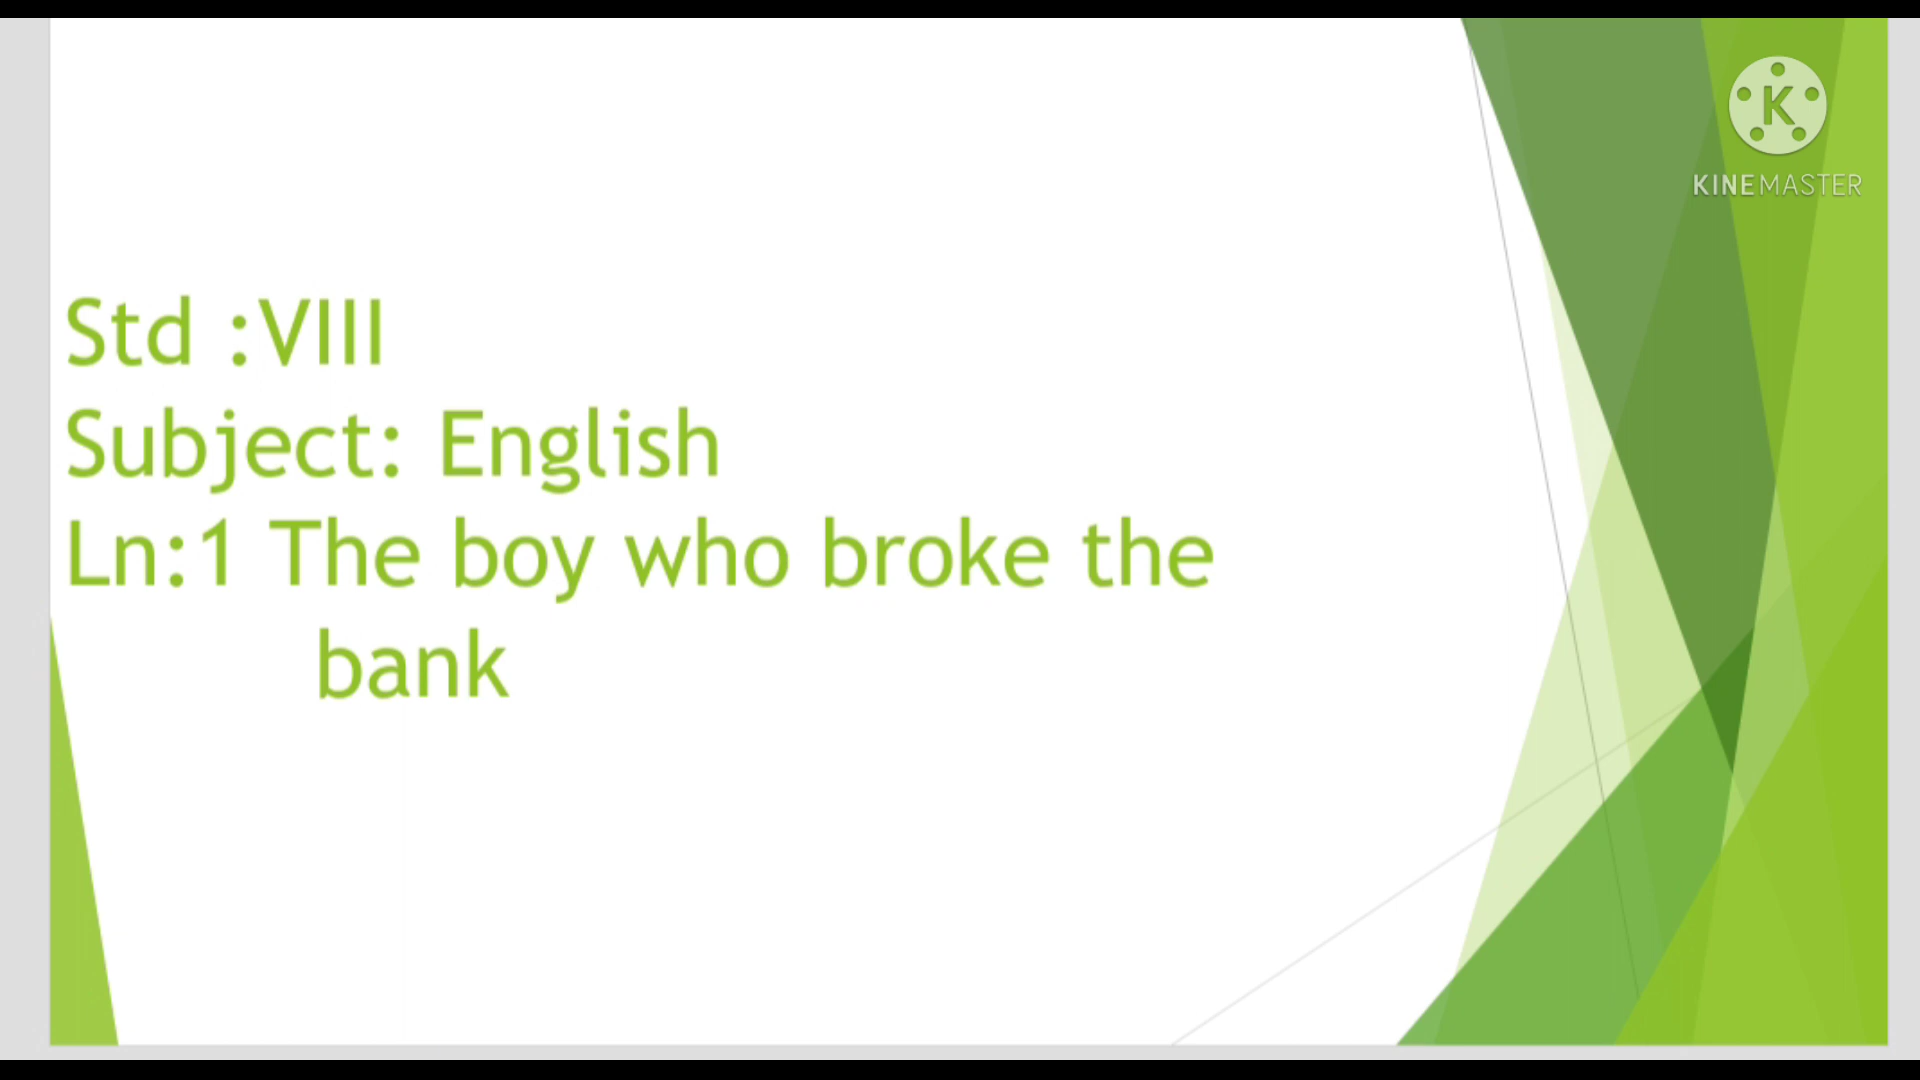 K
KINEMASTER
Std :VIII
Subject: English
Ln:1 The boy who broke the
bank